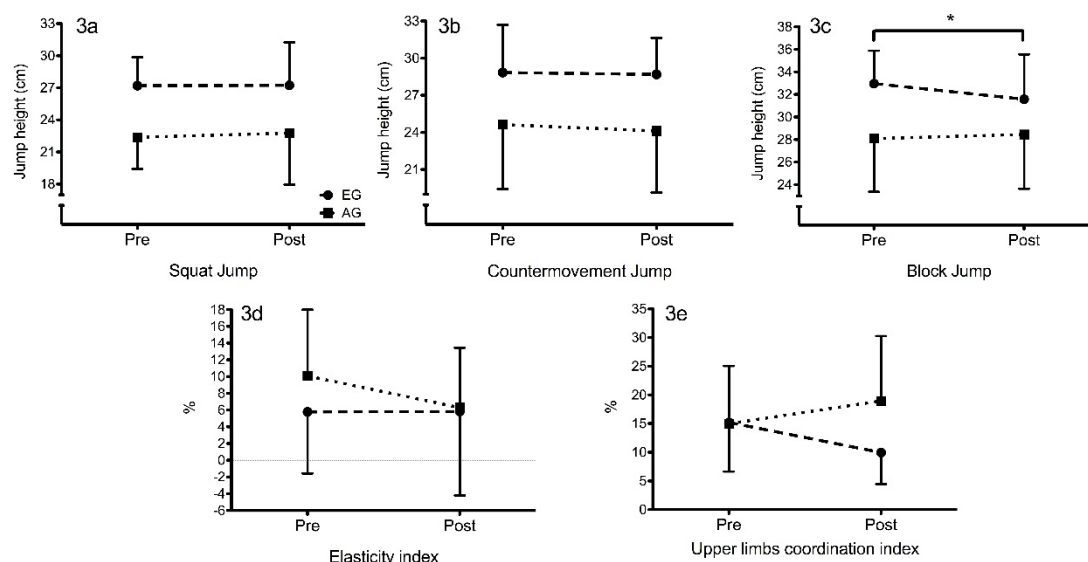 3a
Jump height (cm)
33
30
27
24
21
18
EG
AG
Pre
Post
Squat Jump
3b
Jump height (cm)
33
30
27
24
21
Pre
Post
Countermovement Jump
3c
*
Jump height (cm)
38
36
34
32
30
28
26
24
22
Pre
Post
Block Jump
3d
%
18
16
14
12
10
8
6
4
2
0
-2
-4
-6
Pre
Post
Elasticity index
3e
%
35
30
25
20
15
10
5
0
Pre
Post
Upper limbs coordination index